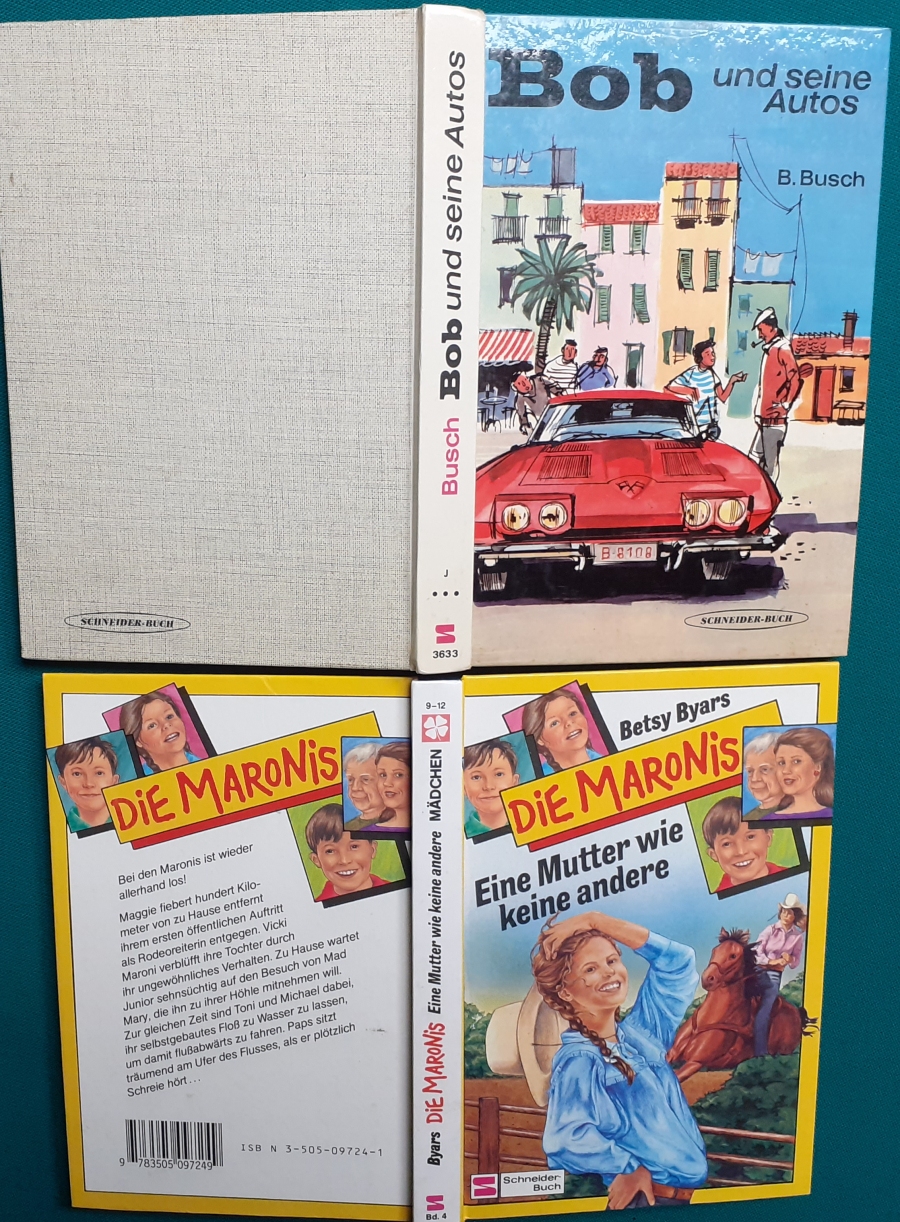 SCHNEIDER-BUCH
Busch Bob und seine Autos
J
3633
Bob und seine
Autos
B. Busch
B-8108
SCHNEIDER-BUCH
DiE MARONiS
Bei den Maronis ist wieder
allerhand los!
Maggie fiebert hundert Kilo-
meter von zu Hause entfernt
ihrem ersten öffentlichen Auftritt
als Rodeoreiterin entgegen. Vicki
Maroni verblüfft ihre Tochter durch
ihr ungewöhnliches Verhalten. Zu Hause wartet
Junior sehnsüchtig auf den Besuch von Mad
Mary, die ihn zu ihrer Höhle mitnehmen will.
Zur gleichen Zeit sind Toni und Michael dabei,
ihr selbstgebautes Floß zu Wasser zu lassen,
um damit flußabwärts zu fahren. Paps sitzt
träumend am Ufer des Flusses, als er plötzlich
Schreie hört...
9 783505 097249
ISB N 3-505-09724-1
9–12
Byars DiE MARONiS Eine Mutter wie keine andere MÄDCHEN
Bd. 4
Betsy Byars
DiE MARONiS
Eine Mutter wie
keine andere
Schneider-
Buch